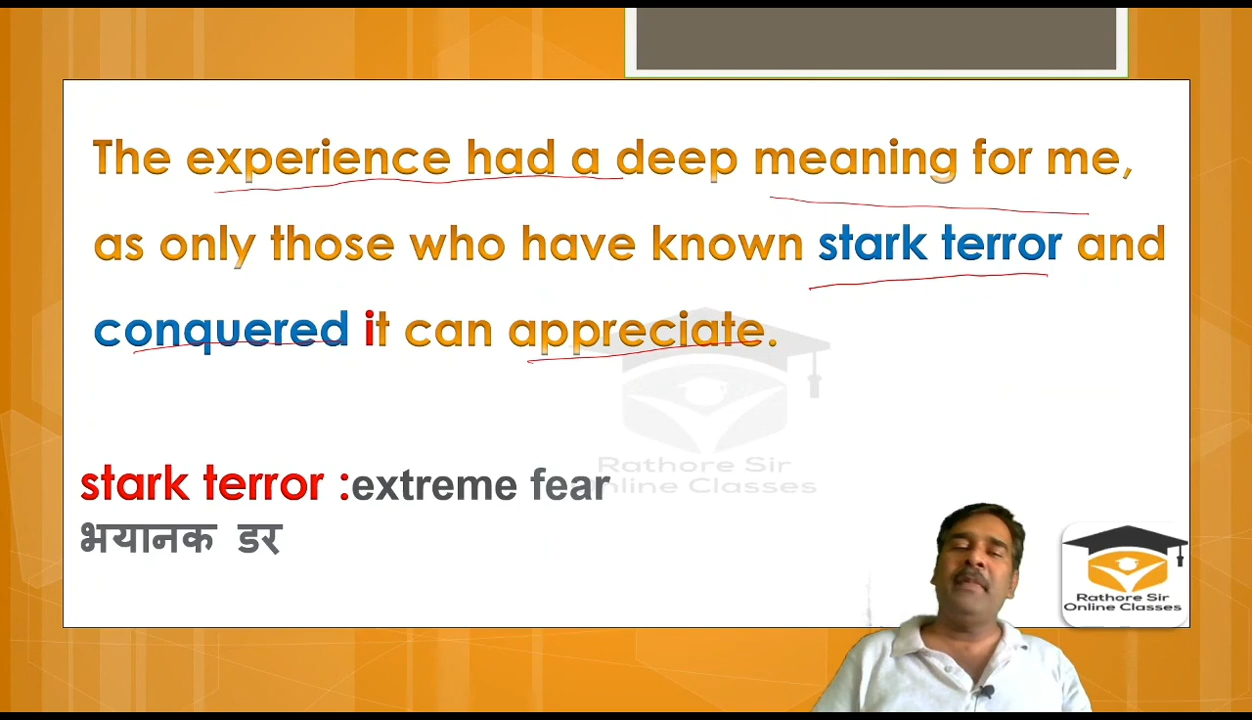 The experience had a deep meaning for me,
as only those who have known stark terror and
conquered it can appreciate.
Rathore Sir
Online Classes
stark terror :extreme fear
भयानक डर
Rathore Sir
Online Classes